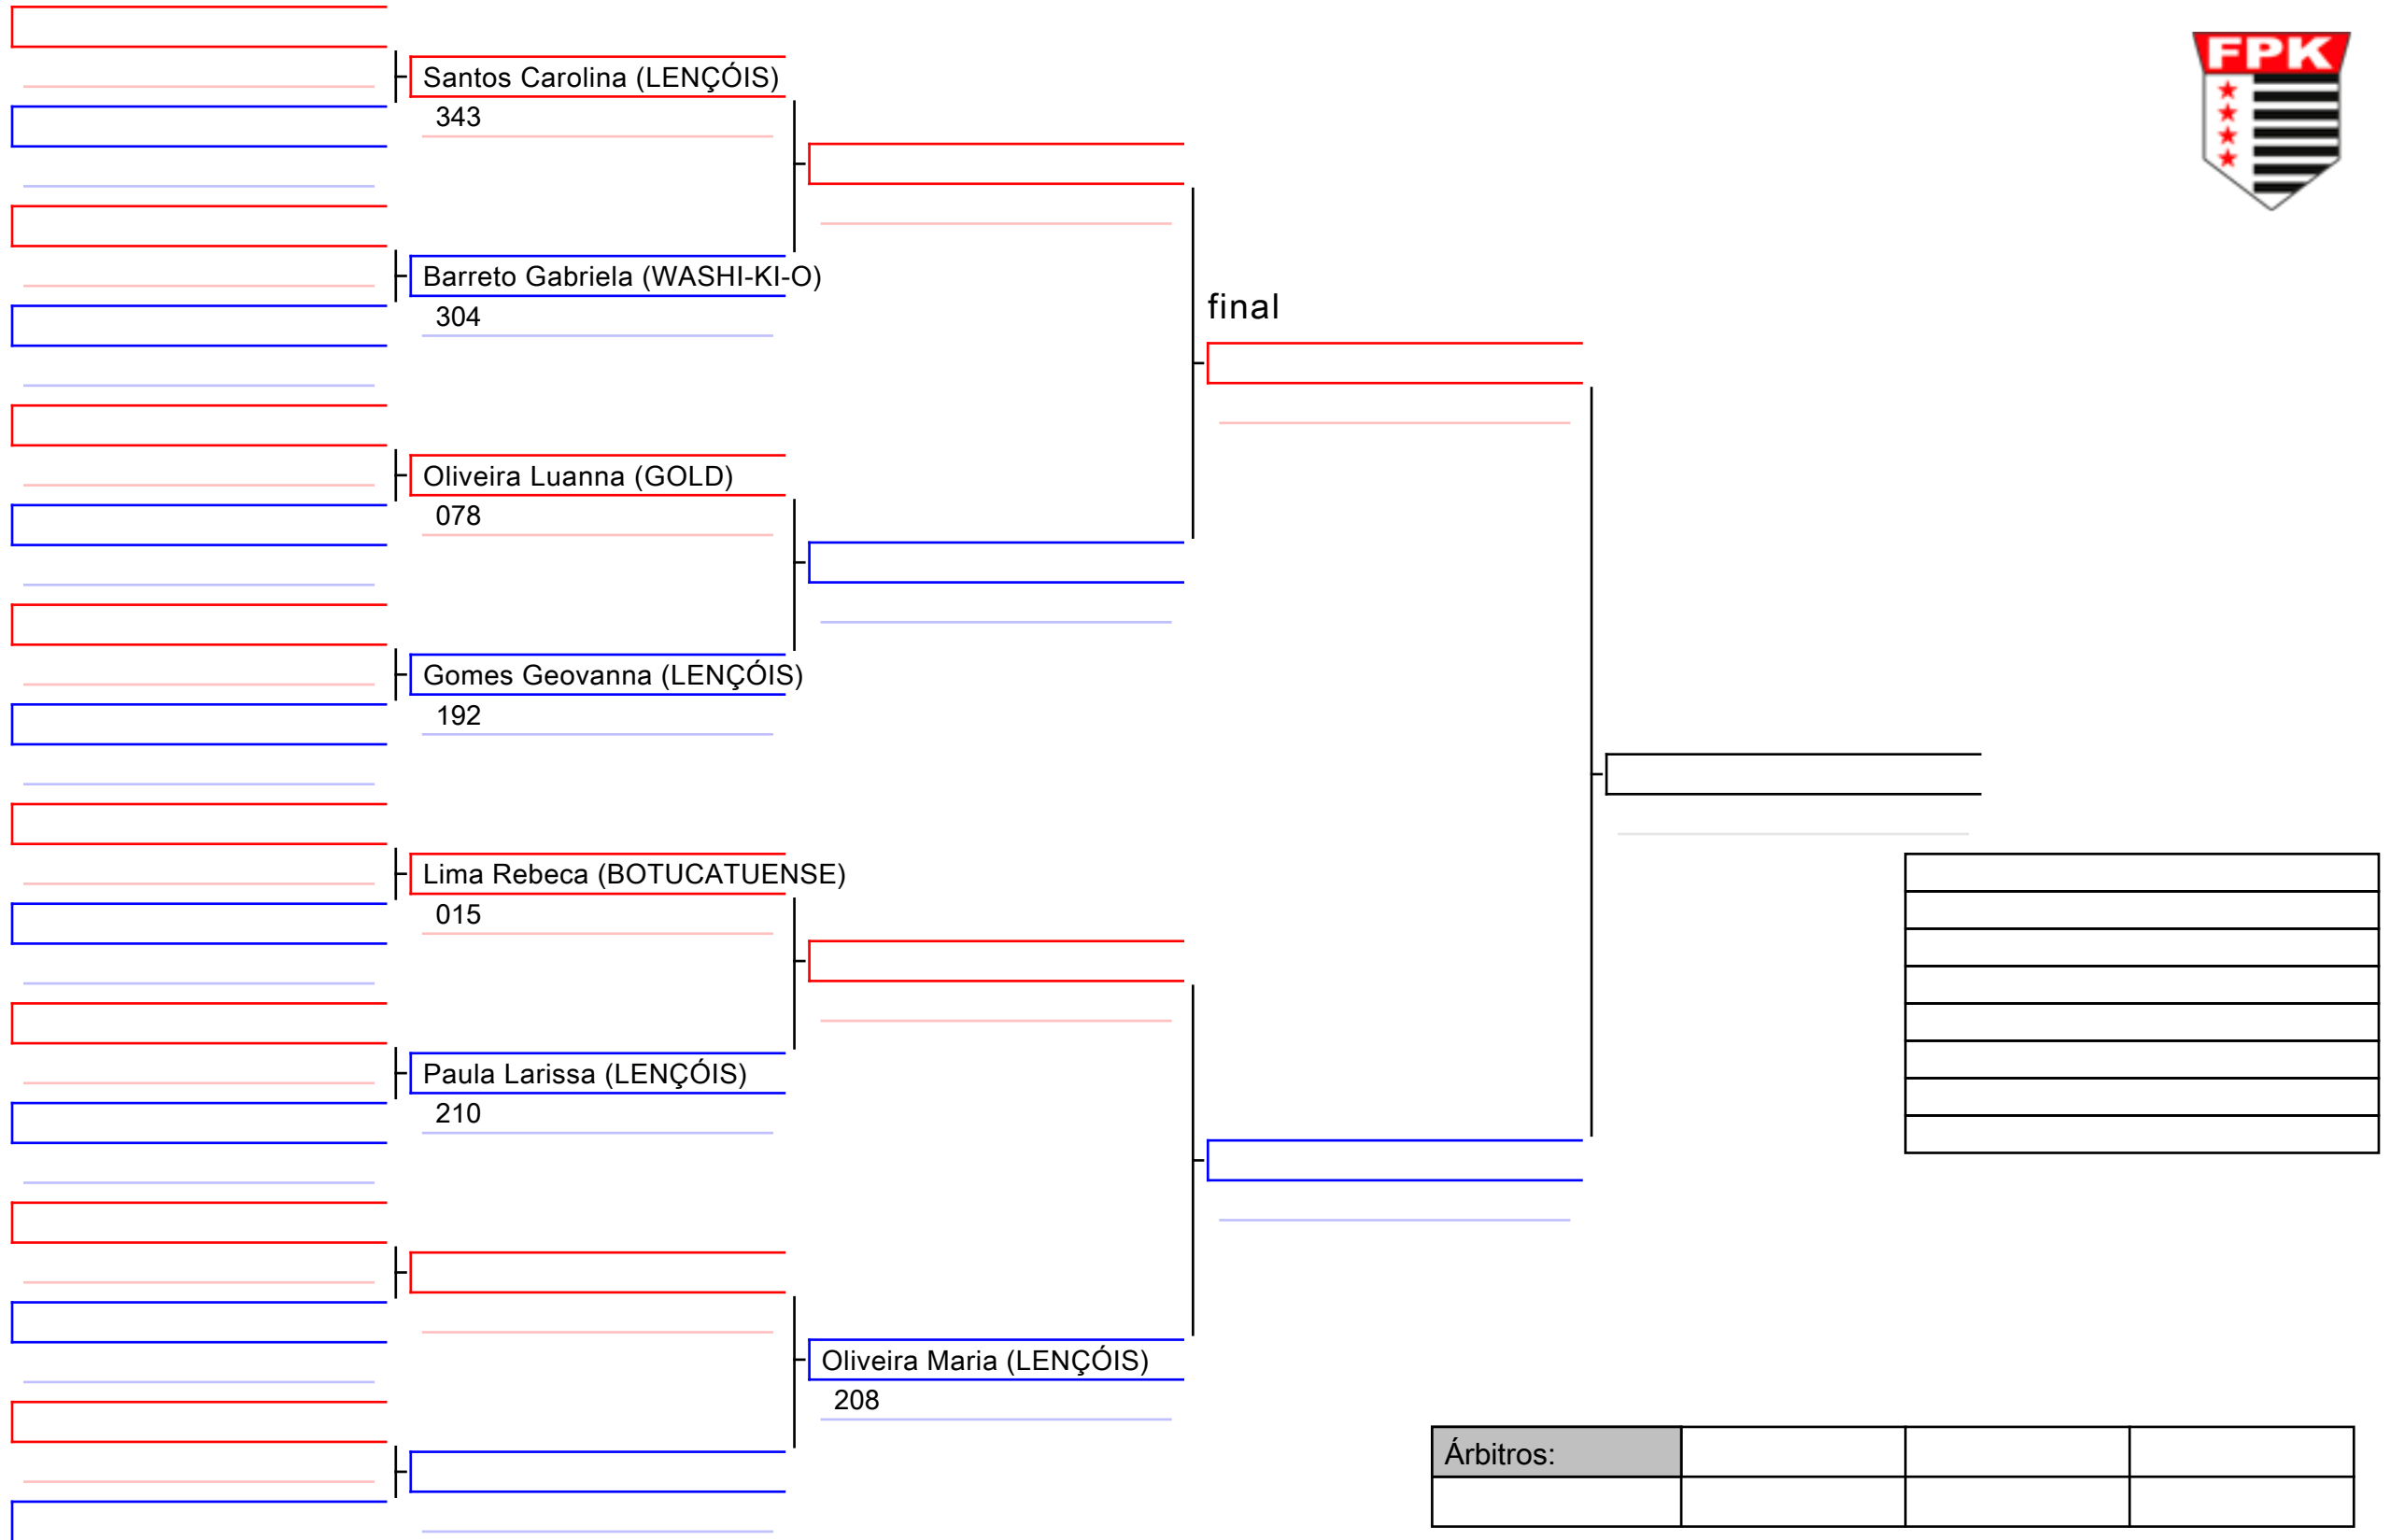 FPK
Santos Carolina (LENÇÓIS)
343
Barreto Gabriela (WASHI-KI-O)
304
final
Oliveira Luanna (GOLD)
078
Gomes Geovanna (LENÇÓIS)
192
Lima Rebeca (BOTUCATUENSE)
015
Paula Larissa (LENÇÓIS)
210
Oliveira Maria (LENÇÓIS)
208
Árbitros: